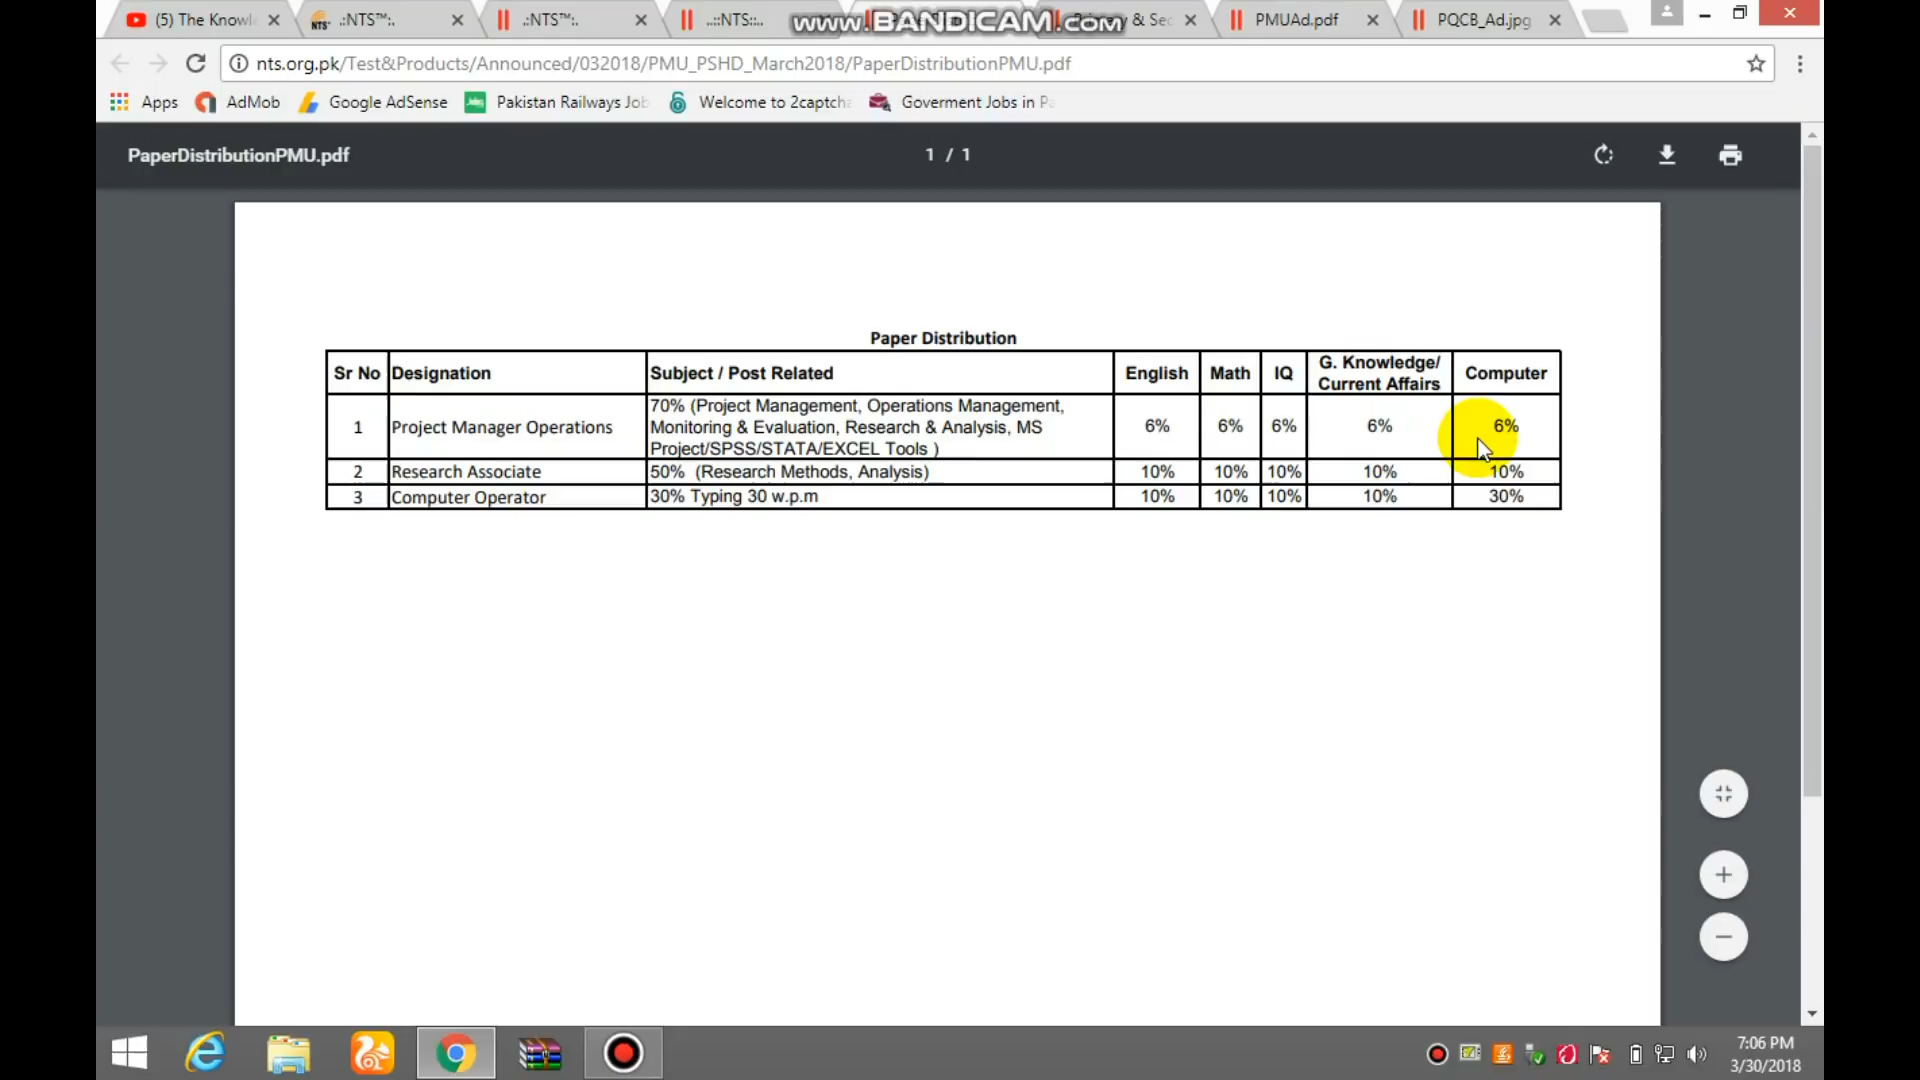 (5) The Knowl
.:NTS™:.
.:NTS™:.
..::NTS::..
www.BANDICAM.com
& Sec
PMUAd.pdf
PQCB_Ad.jpg
nts.org.pk/Test&Products/Announced/032018/PMU_PSHD_March2018/PaperDistributionPMU.pdf
Apps
AdMob
Google AdSense
Pakistan Railways Job
Welcome to 2captcha
Goverment Jobs in Pa
PaperDistributionPMU.pdf
1 / 1
Paper Distribution
Sr No Designation Subject / Post Related English Math IQ G. Knowledge/ Current Affairs Computer
1 Project Manager Operations 70% (Project Management, Operations Management, Monitoring & Evaluation, Research & Analysis, MS Project/SPSS/STATA/EXCEL Tools ) 6% 6% 6% 6% 6%
2 Research Associate 50% (Research Methods, Analysis) 10% 10% 10% 10% 10%
3 Computer Operator 30% Typing 30 w.p.m 10% 10% 10% 10% 30%
7:06 PM
3/30/2018